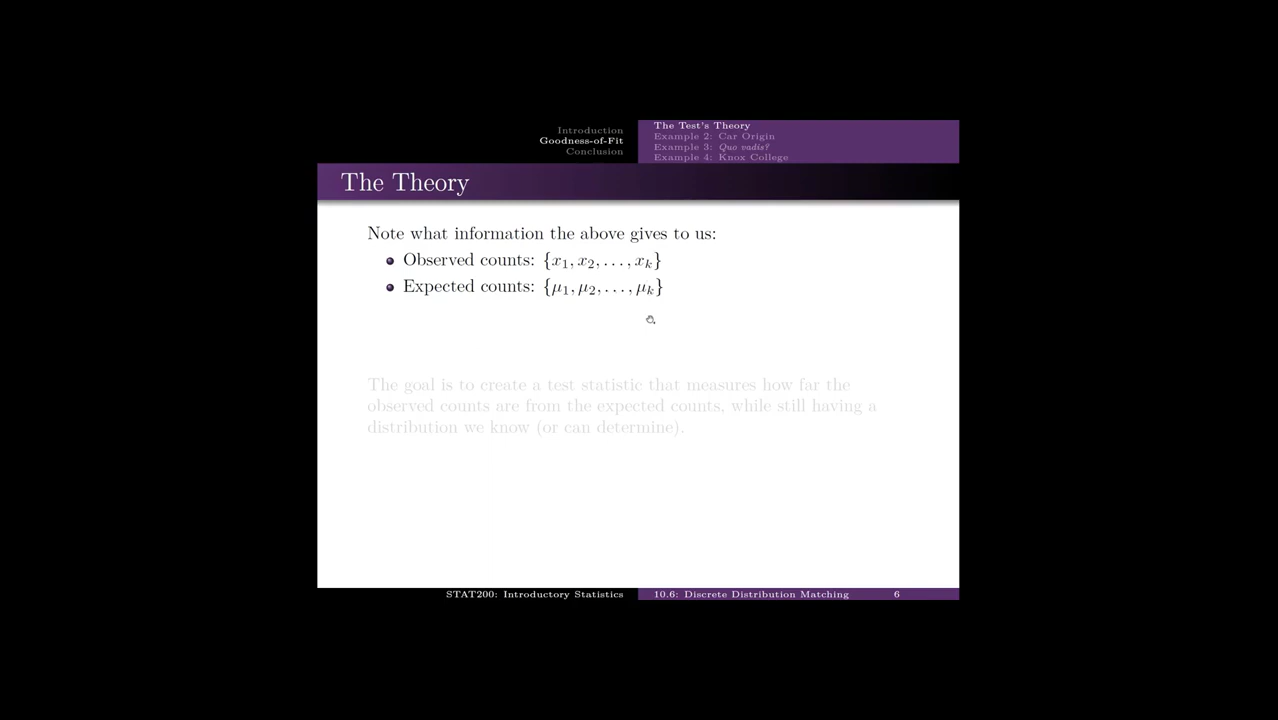 Introduction
Goodness-of-Fit
Conclusion
The Test's Theory
Example 2: Car Origin
Example 3: Quo vadis?
Example 4: Knox College
The Theory
Note what information the above gives to us:
Observed counts: {x₁, x₂, . . . , xₖ}
Expected counts: {μ₁, μ₂, . . . , μₖ}
The goal is to create a test statistic that measures how far the
observed counts are from the expected counts, while still having a
distribution we know (or can determine).
STAT200: Introductory Statistics
10.6: Discrete Distribution Matching 6